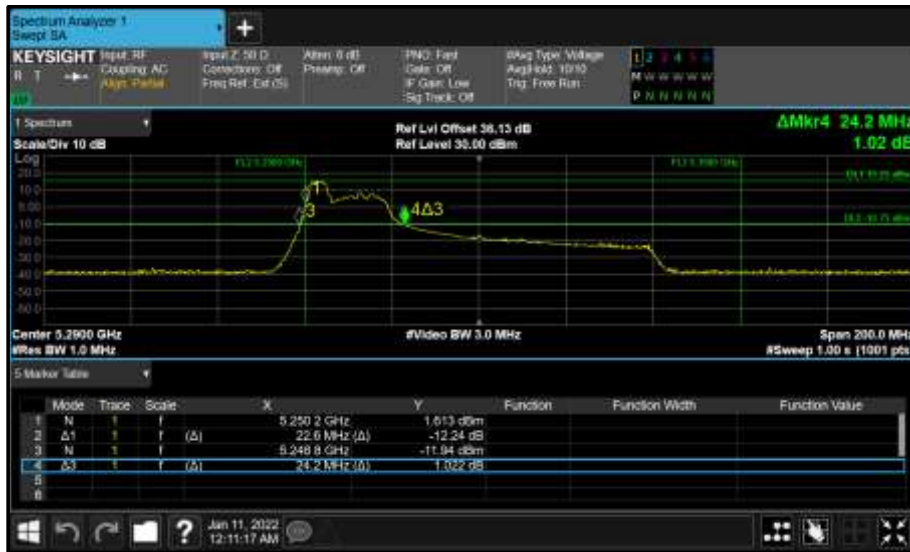 Spectrum Analyzer 1
Swept SA
+
KEYSIGHT Input: RF
R T
Coupling: AC
Align: Partial
Input Z: 50 Ω
Corrections: Off
Freq Ref: Ext (S)
Atten: 6 dB
Preamp: Off
PNO: Fast
Gate: Off
IF Gain: Low
Sig Track: Off
#Avg Type: Voltage
Avg|Hold: 10/10
Trig: Free Run
1 2 3 4 5 6
M W W W W W
P N N N N N
1 Spectrum
Scale/Div 10 dB
Ref Lvl Offset 36.13 dB
Ref Level 30.00 dBm
ΔMkr4 24.2 MHz
1.02 dB
Log
20.0
10.0
0.00
-10.0
-20.0
-30.0
-40.0
-50.0
-60.0
1
3
4Δ3
Center 5.2900 GHz
#Res BW 1.0 MHz
#Video BW 3.0 MHz
Span 200.0 MHz
#Sweep 1.00 s (1001 pts)
5 Marker Table
Mode Trace Scale X Y Function Function Width Function Value
1 N 1 f 5.250 2 GHz 1.613 dBm
2 Δ1 1 f (Δ) 22.6 MHz (Δ) -12.24 dB
3 N 1 f 5.248 8 GHz -11.94 dBm
4 Δ3 1 f (Δ) 24.2 MHz (Δ) 1.022 dB
5
6
?
Jan 11, 2022
12:11:17 AM